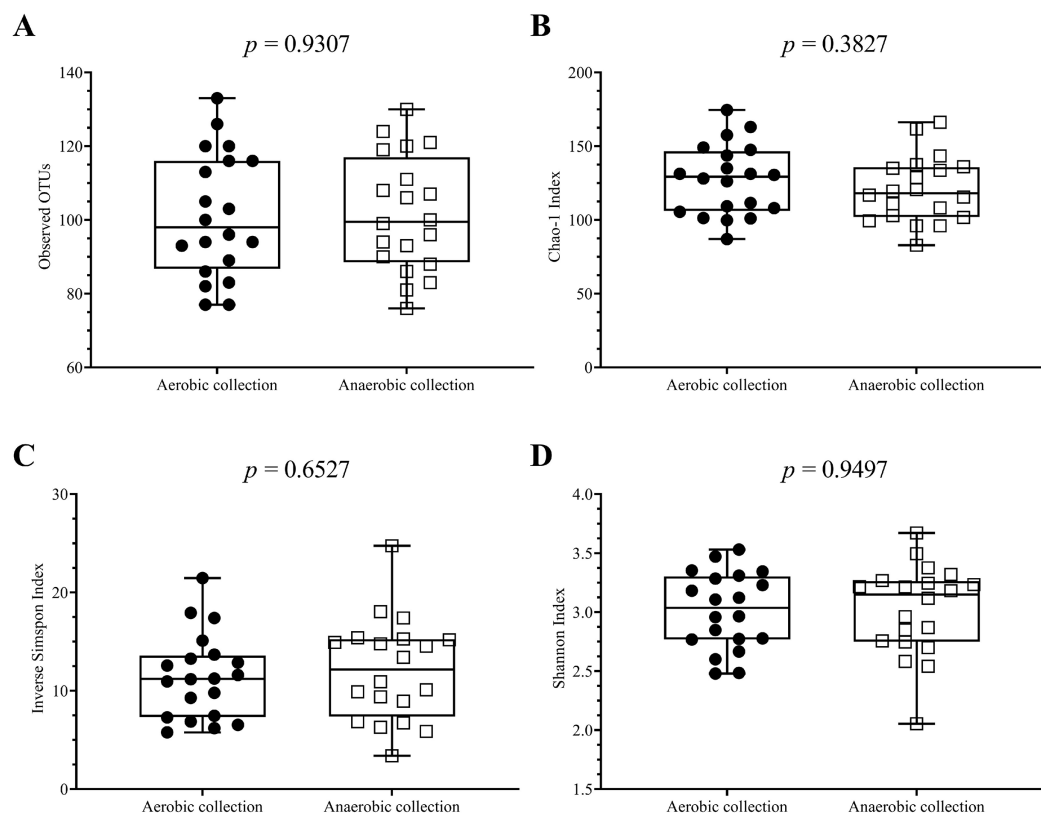 A
p = 0.9307
140
120
100
80
60
Observed OTUs
Aerobic collection
Anaerobic collection
B
p = 0.3827
200
150
100
50
0
Chao-1 Index
Aerobic collection
Anaerobic collection
C
p = 0.6527
30
20
10
0
Inverse Simspon Index
Aerobic collection
Anaerobic collection
D
p = 0.9497
4.0
3.5
3.0
2.5
2.0
1.5
Shannon Index
Aerobic collection
Anaerobic collection